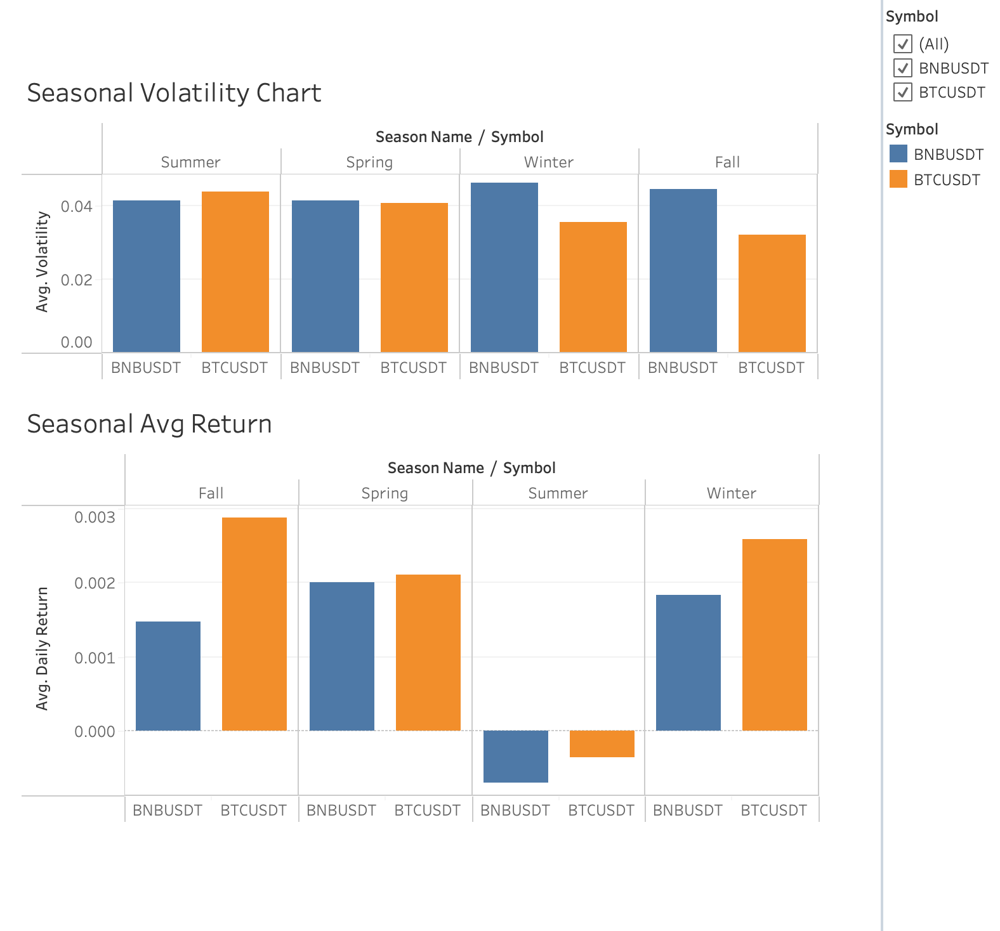 Symbol
(All)
BNBUSDT
BTCUSDT
Symbol
BNBUSDT
BTCUSDT
Seasonal Volatility Chart
Season Name / Symbol
Summer Spring Winter Fall
Avg. Volatility
0.04
0.02
0.00
BNBUSDT BTCUSDT BNBUSDT BTCUSDT BNBUSDT BTCUSDT BNBUSDT BTCUSDT
Seasonal Avg Return
Season Name / Symbol
Fall Spring Summer Winter
Avg. Daily Return
0.003
0.002
0.001
0.000
BNBUSDT BTCUSDT BNBUSDT BTCUSDT BNBUSDT BTCUSDT BNBUSDT BTCUSDT